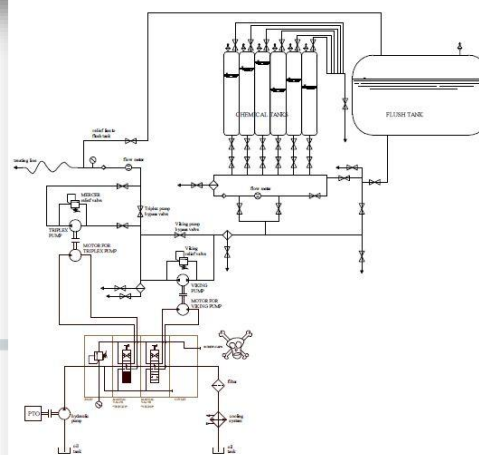 CHEMICAL TANKS
FLUSH TANK
relief line to
flush tank
treating line
flow meter
flow meter
MERCER
relief valve
Triplex pump
bypass valve
TRIPLEX
PUMP
Viking pump
bypass valve
MOTOR FOR
TRIPLEX PUMP
Viking
relief valve
VIKING
PUMP
MOTOR FOR
VIKING PUMP
Filter
PTO
hydraulic
pump
cooling
system
oil
tank
oil
tank